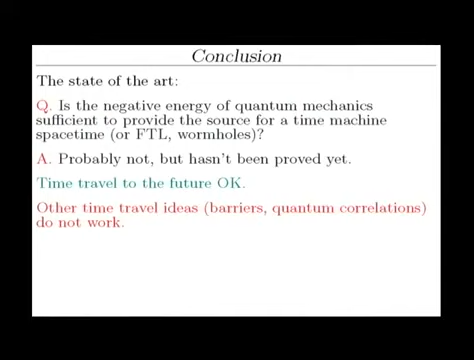 Conclusion
The state of the art:
Q. Is the negative energy of quantum mechanics
sufficient to provide the source for a time machine
spacetime (or FTL, wormholes)?
A. Probably not, but hasn't been proved yet.
Time travel to the future OK.
Other time travel ideas (barriers, quantum correlations)
do not work.